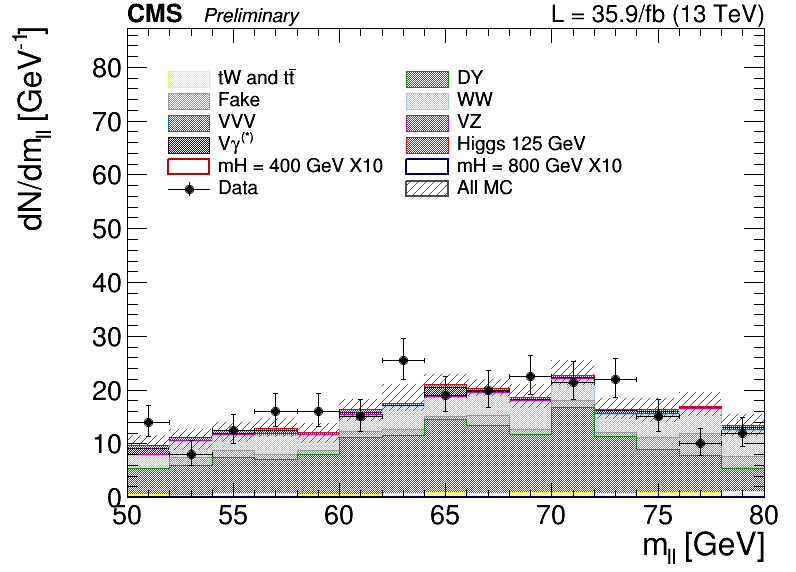 CMS Preliminary L = 35.9/fb (13 TeV)
dN/dm_ll [GeV^-1]
80
70
60
50
40
30
20
10
0
tW and tt̄ DY
Fake WW
VVV VZ
Vγ^(*) Higgs 125 GeV
mH = 400 GeV X10 mH = 800 GeV X10
Data All MC
50 55 60 65 70 75 80
m_ll [GeV]